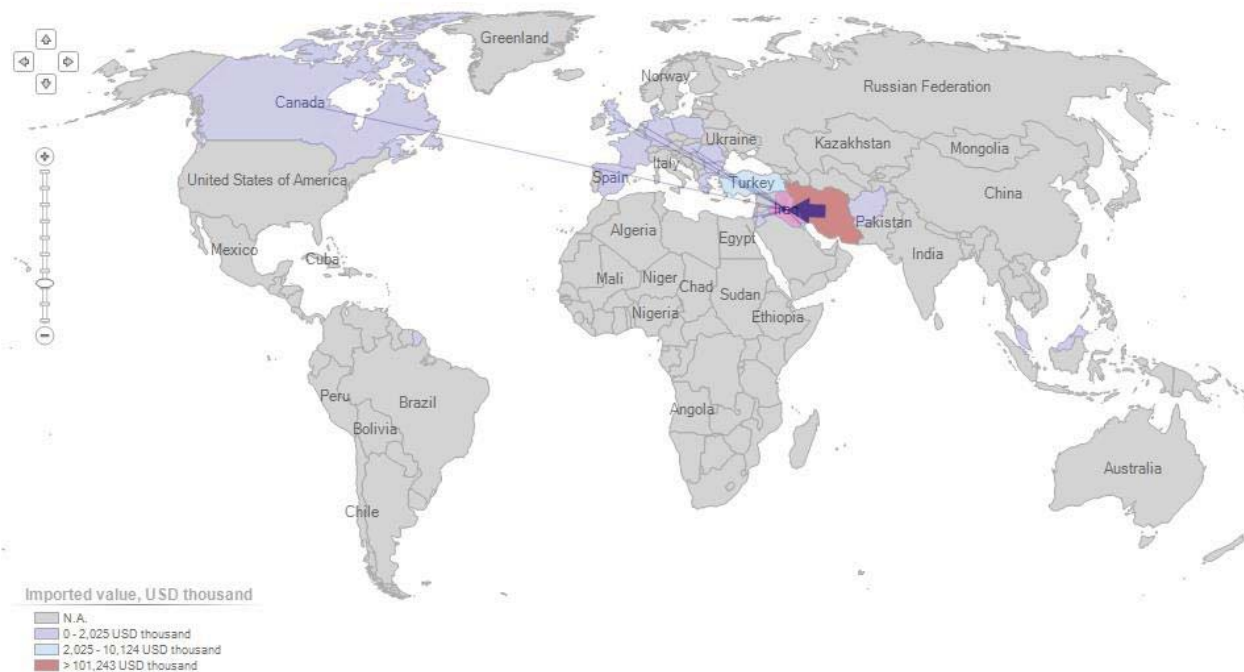 Greenland
Norway
Russian Federation
Canada
Ukraine
Kazakhstan
Mongolia
Italy
United States of America
Spain
Turkey
China
Iraq
Pakistan
Mexico
Algeria
Egypt
India
Cuba
Mali
Niger
Chad
Sudan
Nigeria
Ethiopia
Peru
Brazil
Angola
Bolivia
Australia
Chile
Imported value, USD thousand
N.A.
0 - 2,025 USD thousand
2,025 - 10,124 USD thousand
> 101,243 USD thousand